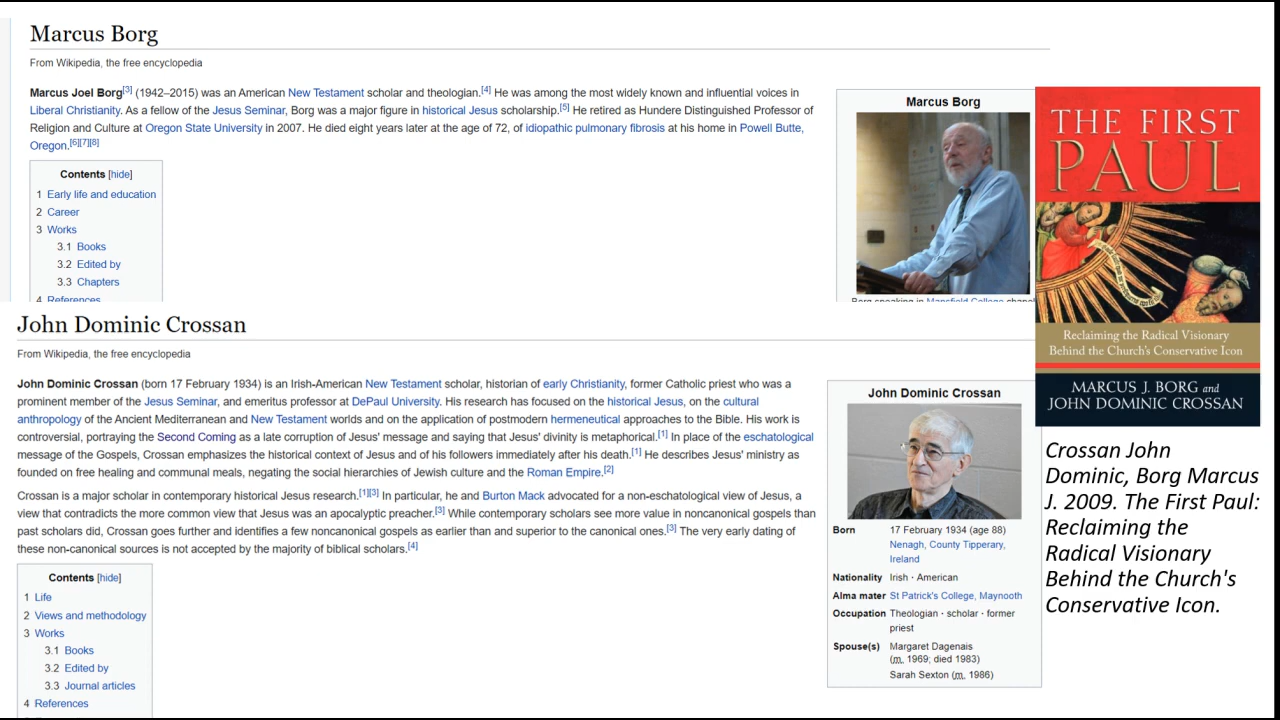 Marcus Borg
From Wikipedia, the free encyclopedia
Marcus Joel Borg[3] (1942–2015) was an American New Testament scholar and theologian.[4] He was among the most widely known and influential voices in
Liberal Christianity. As a fellow of the Jesus Seminar, Borg was a major figure in historical Jesus scholarship.[5] He retired as Hundere Distinguished Professor of
Religion and Culture at Oregon State University in 2007. He died eight years later at the age of 72, of idiopathic pulmonary fibrosis at his home in Powell Butte,
Oregon.[6][7][8]
Contents [hide]
1 Early life and education
2 Career
3 Works
3.1 Books
3.2 Edited by
3.3 Chapters
4 References
Marcus Borg
Borg speaking in Mansfield College chapel
THE FIRST
PAUL
Reclaiming the Radical Visionary
Behind the Church's Conservative Icon
MARCUS J. BORG and
JOHN DOMINIC CROSSAN
John Dominic Crossan
From Wikipedia, the free encyclopedia
John Dominic Crossan (born 17 February 1934) is an Irish-American New Testament scholar, historian of early Christianity, former Catholic priest who was a
prominent member of the Jesus Seminar, and emeritus professor at DePaul University. His research has focused on the historical Jesus, on the cultural
anthropology of the Ancient Mediterranean and New Testament worlds and on the application of postmodern hermeneutical approaches to the Bible. His work is
controversial, portraying the Second Coming as a late corruption of Jesus' message and saying that Jesus' divinity is metaphorical.[1] In place of the eschatological
message of the Gospels, Crossan emphasizes the historical context of Jesus and of his followers immediately after his death.[1] He describes Jesus' ministry as
founded on free healing and communal meals, negating the social hierarchies of Jewish culture and the Roman Empire.[2]
Crossan is a major scholar in contemporary historical Jesus research.[1][3] In particular, he and Burton Mack advocated for a non-eschatological view of Jesus, a
view that contradicts the more common view that Jesus was an apocalyptic preacher.[3] While contemporary scholars see more value in noncanonical gospels than
past scholars did, Crossan goes further and identifies a few noncanonical gospels as earlier than and superior to the canonical ones.[3] The very early dating of
these non-canonical sources is not accepted by the majority of biblical scholars.[4]
Contents [hide]
1 Life
2 Views and methodology
3 Works
3.1 Books
3.2 Edited by
3.3 Journal articles
4 References
John Dominic Crossan
Born 17 February 1934 (age 88)
Nenagh, County Tipperary,
Ireland
Nationality Irish · American
Alma mater St Patrick's College, Maynooth
Occupation Theologian · scholar · former
priest
Spouse(s) Margaret Dagenais
(m. 1969; died 1983)
Sarah Sexton (m. 1986)
Crossan John
Dominic, Borg Marcus
J. 2009. The First Paul:
Reclaiming the
Radical Visionary
Behind the Church's
Conservative Icon.